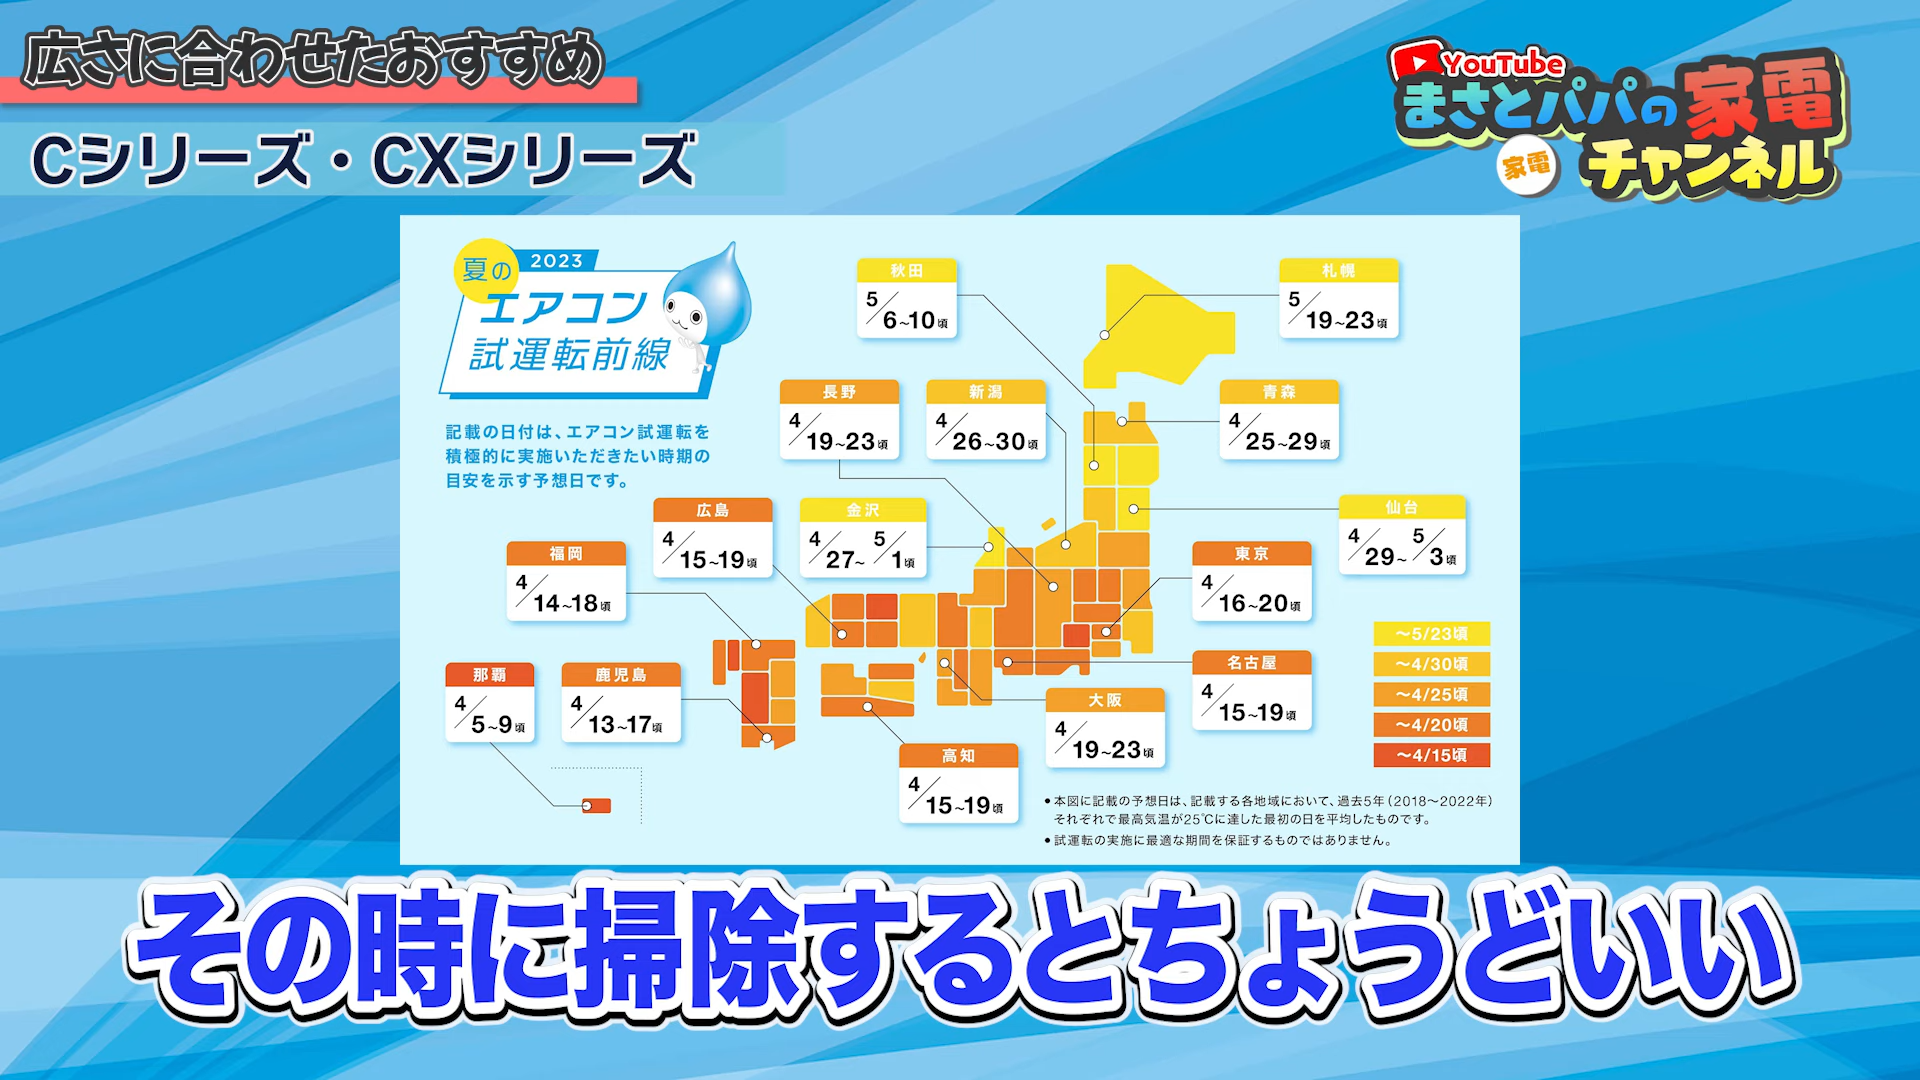 広さに合わせたおすすめ
Cシリーズ・CXシリーズ
YouTube
まさとパパの家電
家電
チャンネル
2023
夏の
エアコン
試運転前線
記載の日付は、エアコン試運転を
積極的に実施いただきたい時期の
目安を示す予想日です。
秋田
5/6~10頃
札幌
5/19~23頃
長野
4/19~23頃
新潟
4/26~30頃
青森
4/25~29頃
広島
4/15~19頃
金沢
4/27~5/1頃
仙台
4/29~5/3頃
福岡
4/14~18頃
東京
4/16~20頃
那覇
4/5~9頃
鹿児島
4/13~17頃
名古屋
4/15~19頃
大阪
4/19~23頃
高知
4/15~19頃
~5/23頃
~4/30頃
~4/25頃
~4/20頃
~4/15頃
●本図に記載の予想日は、記載する各地域において、過去5年(2018~2022年)
それぞれで最高気温が25℃に達した最初の日を平均したものです。
●試運転の実施に最適な期間を保証するものではありません。
その時に掃除するとちょうどいい